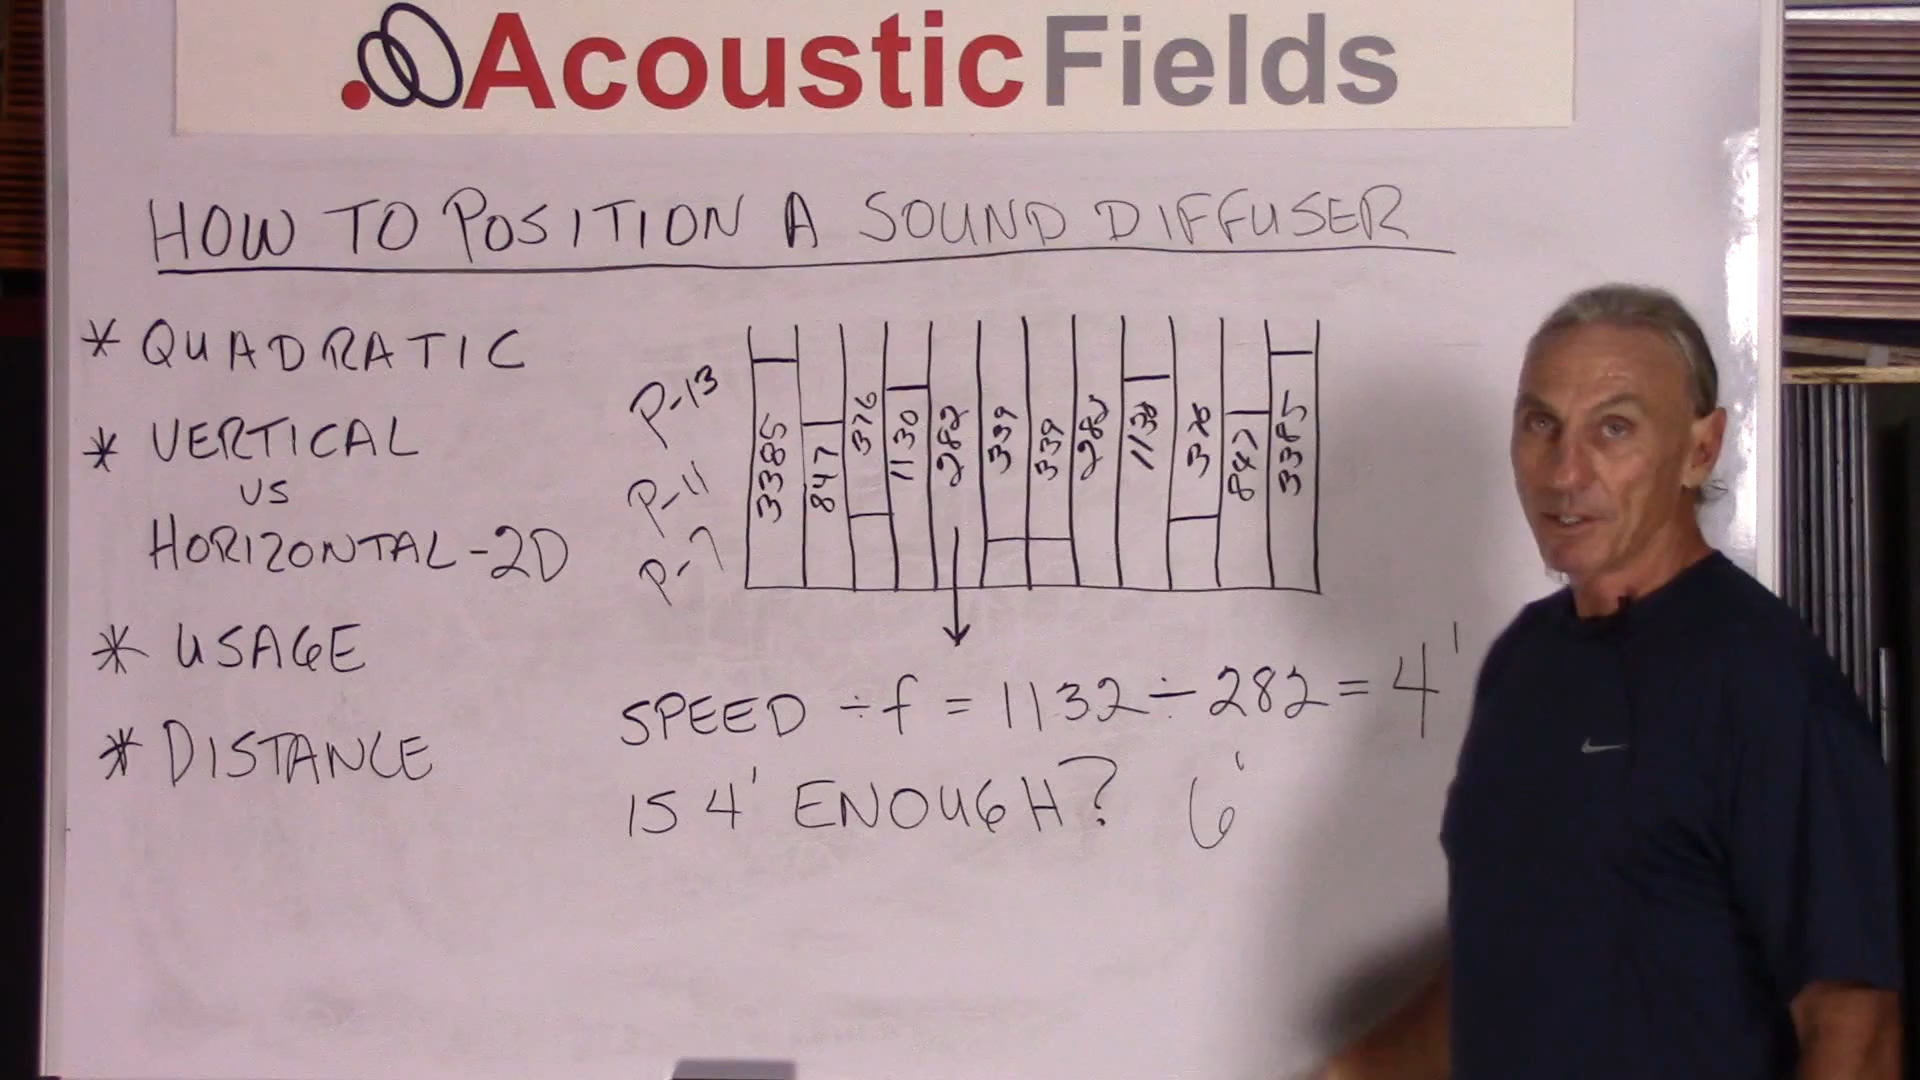 AcousticFields
HOW TO POSITION A SOUND DIFFUSER
* QUADRATIC
* VERTICAL
VS
HORIZONTAL-2D
* USAGE
* DISTANCE
P-13
P-11
P-7
3385 847 376 1130 282 339 339 282 1130 376 847 3385
SPEED ÷ f = 1132 ÷ 282 = 4'
IS 4' ENOUGH? 6'